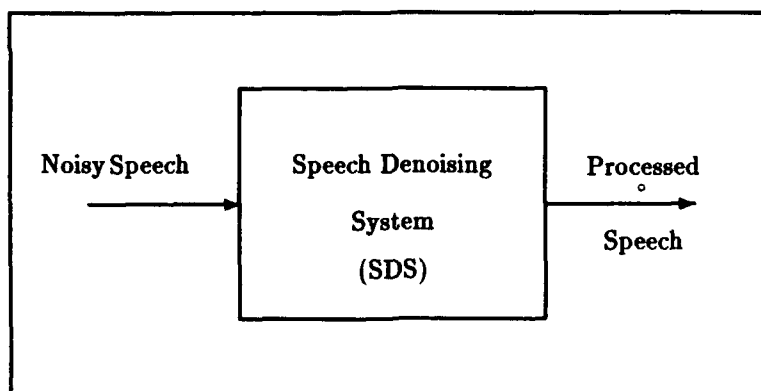 Noisy Speech
Speech Denoising
System
(SDS)
Processed
Speech